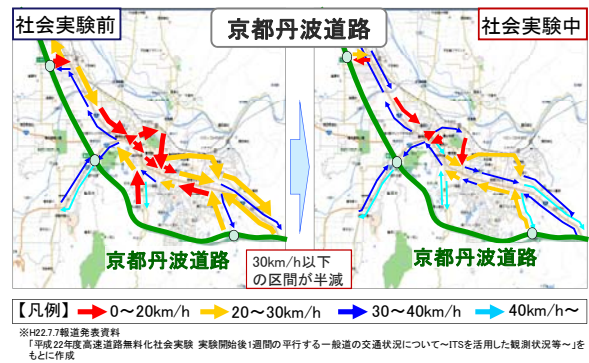 社会実験前
京都丹波道路
社会実験中
京都丹波道路
30km/h以下
の区間が半減
京都丹波道路
【凡例】 0～20km/h 20～30km/h 30～40km/h 40km/h～
※H22.7.7報道発表資料
「平成22年度高速道路無料化社会実験 実験開始後1週間の平行する一般道の交通状況について～ITSを活用した観測状況等～」を
もとに作成